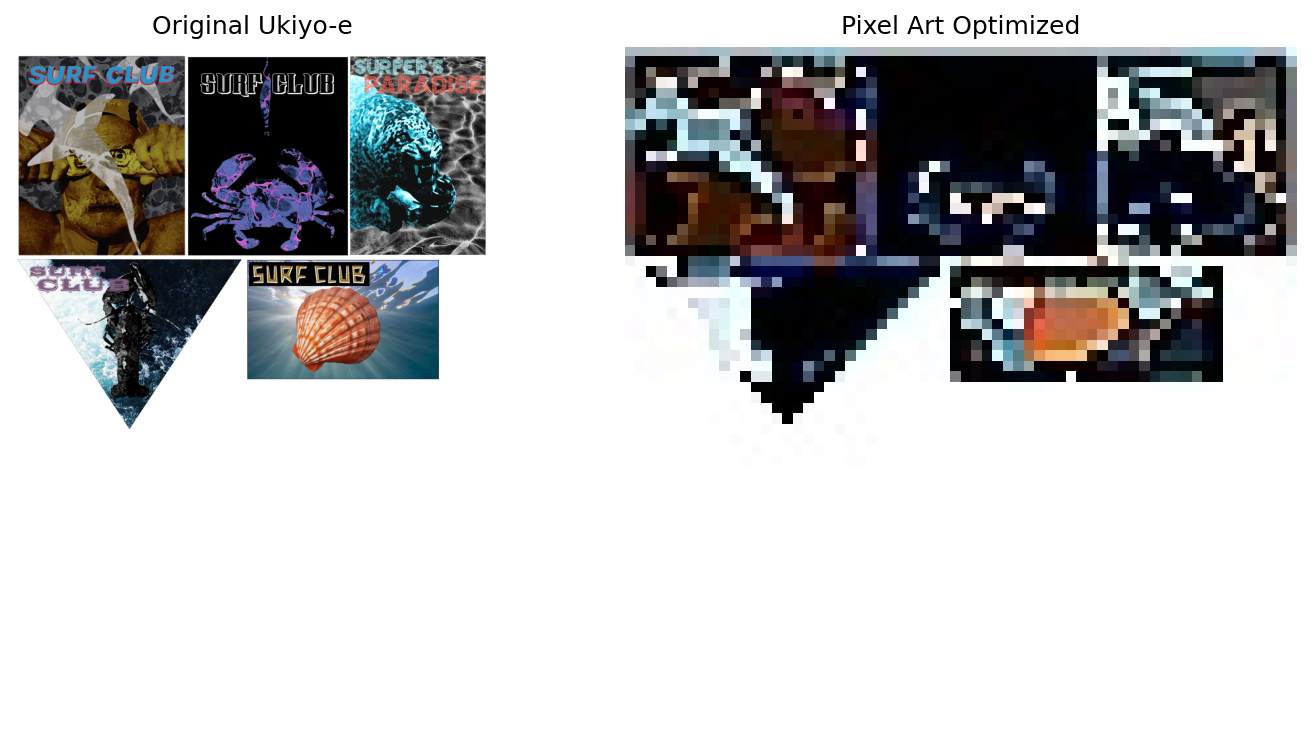 Original Ukiyo-e
Pixel Art Optimized
SURF CLUB
SURF CLUB
SURFER'S
PARADISE
SURF
CLUB
SURF CLUB